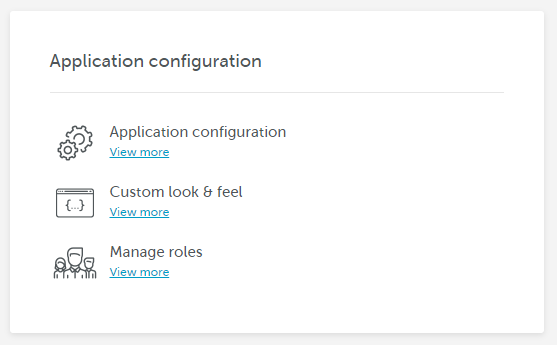 Application configuration
Application configuration
View more
{...}
Custom look & feel
View more
Manage roles
View more